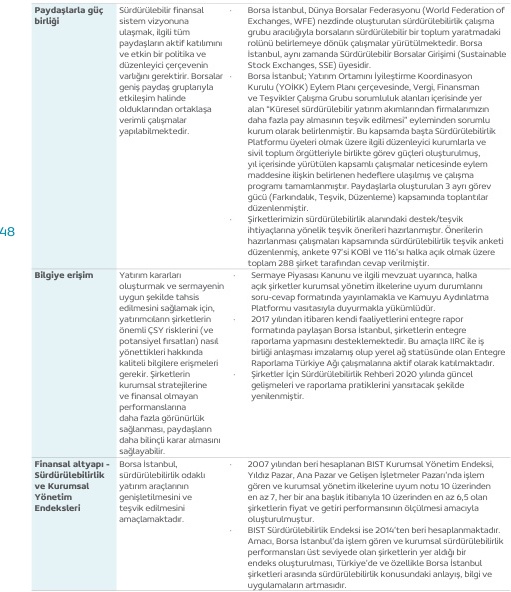 Paydaşlarla güç
birliği
Sürdürülebilir finansal
sistem vizyonuna
ulaşmak, ilgili tüm
paydaşların aktif katılımını
ve etkin bir politika ve
düzenleyici çerçevenin
varlığını gerektirir. Borsalar
geniş paydaş gruplarıyla
etkileşim halinde
olduklarından ortaklaşa
verimli çalışmalar
yapılabilmektedir.
· Borsa İstanbul, Dünya Borsalar Federasyonu (World Federation of
Exchanges, WFE) nezdinde oluşturulan sürdürülebilirlik çalışma
grubu aracılığıyla borsaların sürdürülebilir bir toplum yaratmadaki
rolünü belirlemeye dönük çalışmalar yürütülmektedir. Borsa
İstanbul, aynı zamanda Sürdürülebilir Borsalar Girişimi (Sustainable
Stock Exchanges, SSE) üyesidir.
· Borsa İstanbul; Yatırım Ortamını İyileştirme Koordinasyon
Kurulu (YOİKK) Eylem Planı çerçevesinde, Vergi, Finansman
ve Teşvikler Çalışma Grubu sorumluluk alanları içerisinde yer
alan "Küresel sürdürülebilir yatırım akımlarından firmalarımızın
daha fazla pay almasının teşvik edilmesi" eyleminden sorumlu
kurum olarak belirlenmiştir. Bu kapsamda başta Sürdürülebilirlik
Platformu üyeleri olmak üzere ilgili düzenleyici kurumlarla ve
sivil toplum örgütleriyle birlikte görev güçleri oluşturulmuş,
yıl içerisinde yürütülen kapsamlı çalışmalar neticesinde eylem
maddesine ilişkin belirlenen hedeflere ulaşılmış ve çalışma
programı tamamlanmıştır. Paydaşlarla oluşturulan 3 ayrı görev
gücü (Farkındalık, Teşvik, Düzenleme) kapsamında toplantılar
düzenlenmiştir.
· Şirketlerimizin sürdürülebilirlik alanındaki destek/teşvik
ihtiyaçlarına yönelik teşvik önerileri hazırlanmıştır. Önerilerin
hazırlanması çalışmaları kapsamında sürdürülebilirlik teşvik anketi
düzenlenmiş, ankete 97'si KOBİ ve 116'sı halka açık olmak üzere
toplam 288 şirket tarafından cevap verilmiştir.
48
Bilgiye erişim
Yatırım kararları
oluşturmak ve sermayenin
uygun şekilde tahsis
edilmesini sağlamak için,
yatırımcıların şirketlerin
önemli ÇSY risklerini (ve
potansiyel fırsatları) nasıl
yönettikleri hakkında
kaliteli bilgilere erişmeleri
gerekir. Şirketlerin
kurumsal stratejilerine
ve finansal olmayan
performanslarına
daha fazla görünürlük
sağlanması, paydaşların
daha bilinçli karar almasını
sağlayabilir.
· Sermaye Piyasası Kanunu ve ilgili mevzuat uyarınca, halka
açık şirketler kurumsal yönetim ilkelerine uyum durumlarını
soru-cevap formatında yayınlamakla ve Kamuyu Aydınlatma
Platformu vasıtasıyla duyurmakla yükümlüdür.
· 2017 yılından itibaren kendi faaliyetlerini entegre rapor
formatında paylaşan Borsa İstanbul, şirketlerin entegre
raporlama yapmasını desteklemektedir. Bu amaçla IIRC ile iş
birliği anlaşması imzalamış olup yerel ağ statüsünde olan Entegre
Raporlama Türkiye Ağı çalışmalarına aktif olarak katılmaktadır.
· Şirketler İçin Sürdürülebilirlik Rehberi 2020 yılında güncel
gelişmeleri ve raporlama pratiklerini yansıtacak şekilde
yenilenmiştir.
Finansal altyapı -
Sürdürülebilirlik
ve Kurumsal
Yönetim
Endeksleri
Borsa İstanbul,
sürdürülebilirlik odaklı
yatırım araçlarının
genişletilmesini ve
teşvik edilmesini
amaçlamaktadır.
· 2007 yılından beri hesaplanan BIST Kurumsal Yönetim Endeksi,
Yıldız Pazar, Ana Pazar ve Gelişen İşletmeler Pazarı'nda işlem
gören ve kurumsal yönetim ilkelerine uyum notu 10 üzerinden
en az 7, her bir ana başlık itibarıyla 10 üzerinden en az 6,5 olan
şirketlerin fiyat ve getiri performansının ölçülmesi amacıyla
oluşturulmuştur.
· BIST Sürdürülebilirlik Endeksi ise 2014'ten beri hesaplanmaktadır.
Amacı, Borsa İstanbul'da işlem gören ve kurumsal sürdürülebilirlik
performansları üst seviyede olan şirketlerin yer aldığı bir
endeks oluşturulması, Türkiye'de ve özellikle Borsa İstanbul
şirketleri arasında sürdürülebilirlik konusundaki anlayış, bilgi ve
uygulamaların artmasıdır.